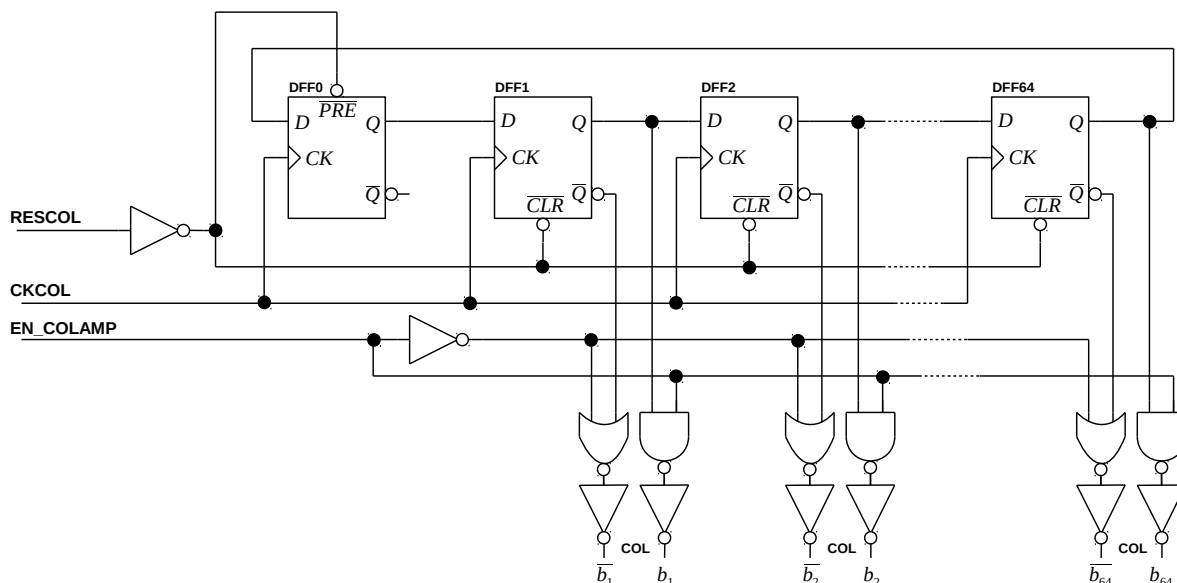 DFF0 DFF1 DFF2 DFF64
PRE
D Q D Q D Q D Q
CK CK CK CK
Q Q Q Q
CLR CLR CLR
RESCOL
CKCOL
EN_COLAMP
COL COL COL
b1 b1 b2 b2 b64 b64